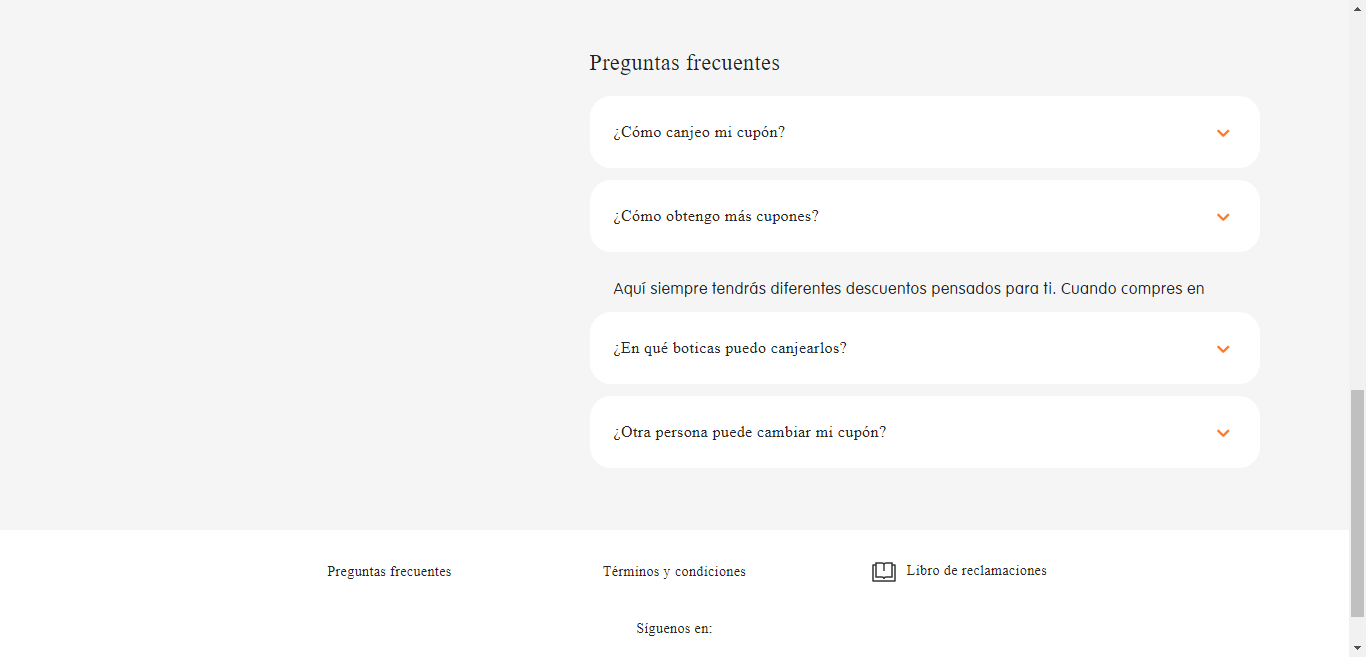 Preguntas frecuentes
¿Cómo canjeo mi cupón?
¿Cómo obtengo más cupones?
Aquí siempre tendrás diferentes descuentos pensados para ti. Cuando compres en
¿En qué boticas puedo canjearlos?
¿Otra persona puede cambiar mi cupón?
Preguntas frecuentes
Términos y condiciones
Libro de reclamaciones
Síguenos en: